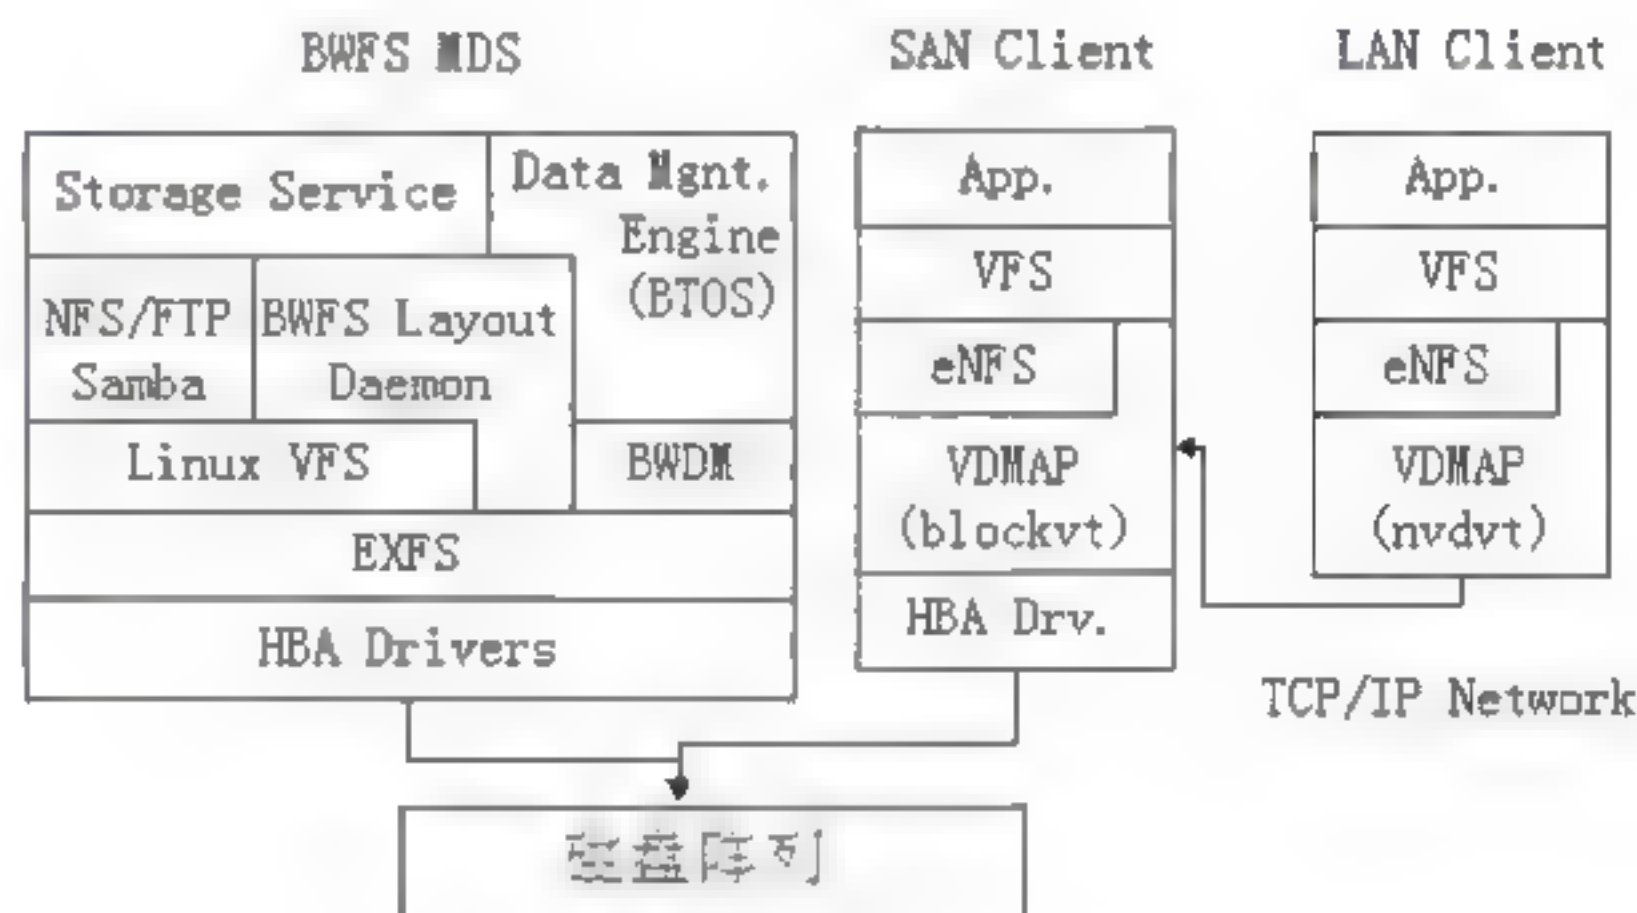 BWFS MDS
SAN Client
LAN Client
Storage Service
Data Mgnt.
Engine
(BTOS)
NFS/FTP
Samba
BWFS Layout
Daemon
Linux VFS
BWDM
EXFS
HBA Drivers
App.
VFS
eNFS
VDMAP
(blockvt)
HBA Drv.
App.
VFS
eNFS
VDMAP
(nvdvt)
TCP/IP Network
磁盘阵列